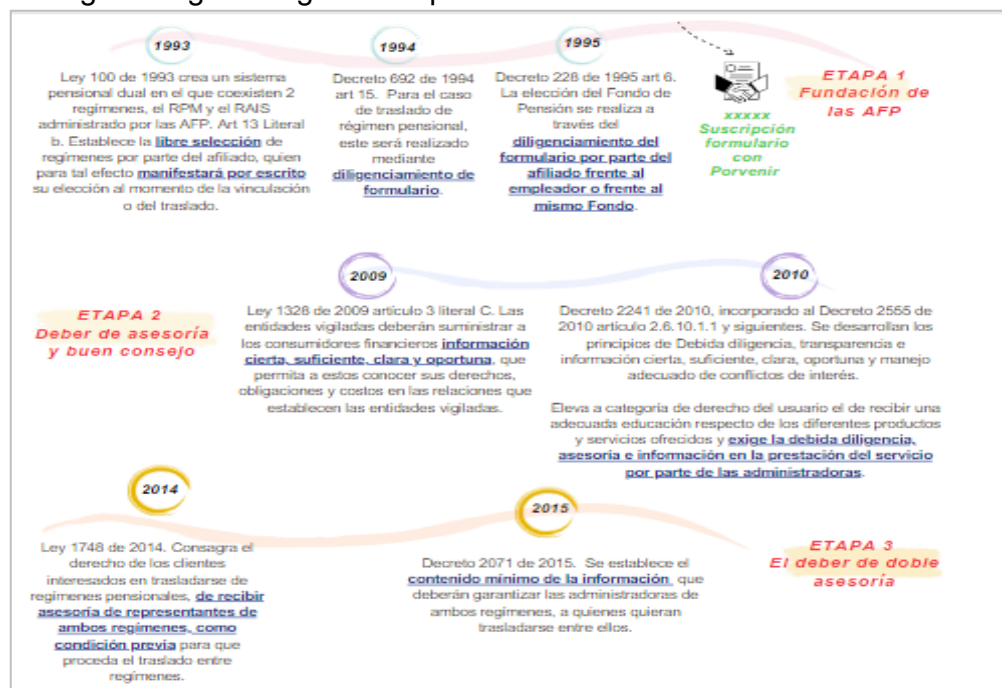 1993
Ley 100 de 1993 crea un sistema
pensional dual en el que coexisten 2
regímenes, el RPM y el RAIS
administrado por las AFP. Art 13 Literal
b. Establece la libre selección de
regímenes por parte del afiliado, quien
para tal efecto manifestará por escrito
su elección al momento de la vinculación
o del traslado.
1994
Decreto 692 de 1994
art 15. Para el caso
de traslado de
régimen pensional,
este será realizado
mediante
diligenciamiento de
formulario.
1995
Decreto 228 de 1995 art 6.
La elección del Fondo de
Pensión se realiza a
través del
diligenciamiento del
formulario por parte del
afiliado frente al
empleador o frente al
mismo Fondo.
xxxxx
Suscripción
formulario
con
Porvenir
ETAPA 1
Fundación de
las AFP
ETAPA 2
Deber de asesoría
y buen consejo
2009
Ley 1328 de 2009 artículo 3 literal C. Las
entidades vigiladas deberán suministrar a
los consumidores financieros información
cierta, suficiente, clara y oportuna, que
permita a estos conocer sus derechos,
obligaciones y costos en las relaciones que
establecen las entidades vigiladas.
2010
Decreto 2241 de 2010, incorporado al Decreto 2555 de
2010 artículo 2.6.10.1.1 y siguientes. Se desarrollan los
principios de Debida diligencia, transparencia e
información cierta, suficiente, clara, oportuna y manejo
adecuado de conflictos de interés.
Eleva a categoría de derecho del usuario el de recibir una
adecuada educación respecto de los diferentes productos
y servicios ofrecidos y exige la debida diligencia,
asesoría e información en la prestación del servicio
por parte de las administradoras.
2014
Ley 1748 de 2014. Consagra el
derecho de los clientes
interesados en trasladarse de
regímenes pensionales, de recibir
asesoría de representantes de
ambos regímenes, como
condición previa para que
proceda el traslado entre
regímenes.
2015
Decreto 2071 de 2015. Se establece el
contenido mínimo de la información que
deberán garantizar las administradoras de
ambos regímenes, a quienes quieran
trasladarse entre ellos.
ETAPA 3
El deber de doble
asesoría